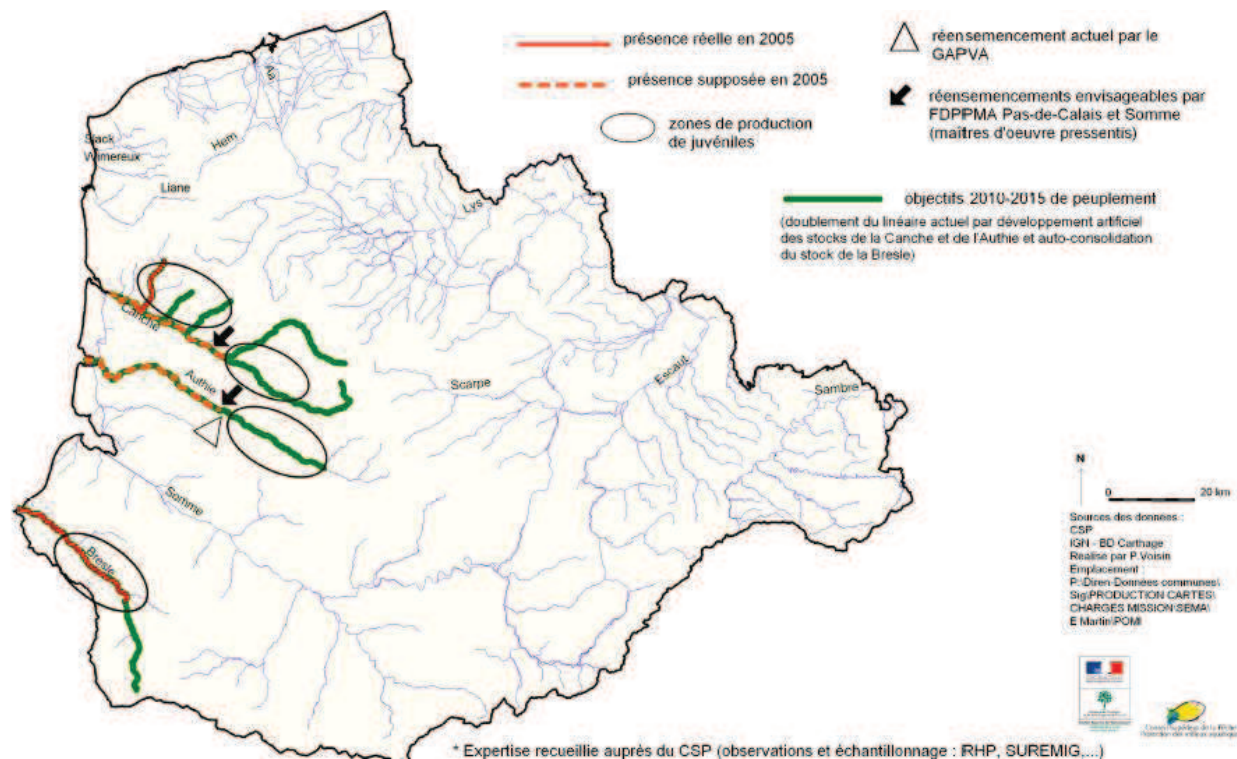 présence réelle en 2005
présence supposée en 2005
zones de production
de juvéniles
réensemencement actuel par le
GAPVA
réensemencements envisageables par
FDPPMA Pas-de-Calais et Somme
(maîtres d'oeuvre pressentis)
objectifs 2010-2015 de peuplement
(doublement du linéaire actuel par développement artificiel
des stocks de la Canche et de l'Authie et auto-consolidation
du stock de la Bresle)
Aa
Slack
Wimereux
Hem
Liane
Lys
Canche
Authie
Scarpe
Escaut
Sambre
Somme
Bresle
N
0 20 km
Sources des données :
CSP
IGN - BD Carthage
Réalisé par P.Voisin
Emplacement :
P:\Diren-Données communes\
Sig\PRODUCTION CARTES\
CHARGES MISSION\SEMA\
E Martin\POMI
* Expertise recueillie auprès du CSP (observations et échantillonnage : RHP, SUREMIG,...)